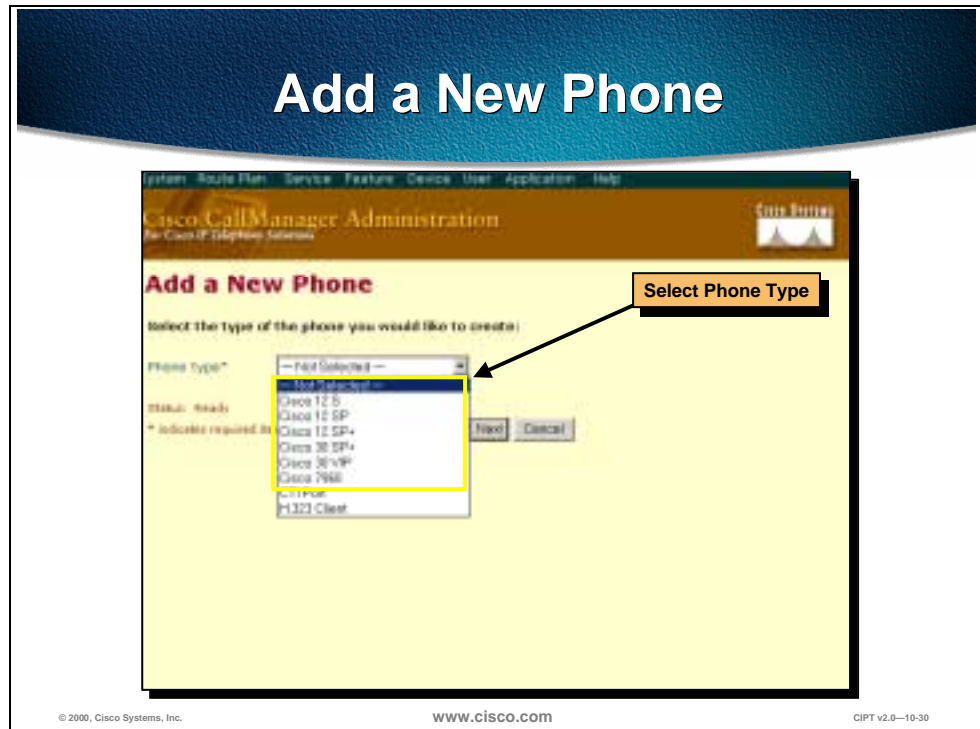 Add a New Phone
System Route Plan Service Feature Device User Application Help
Cisco CallManager Administration
For Cisco IP Telephony Solutions
Cisco Systems
Add a New Phone
Select Phone Type
Select the type of the phone you would like to create:
Phone Type*
-- Not Selected --
-- Not Selected --
Cisco 12 S
Cisco 12 SP
Cisco 12 SP+
Cisco 30 SP+
Cisco 30 VIP
Cisco 7960
CTI Port
H.323 Client
Status: Ready
* indicates required
Next Cancel
© 2000, Cisco Systems, Inc.
www.cisco.com
CIPT v2.0—10-30